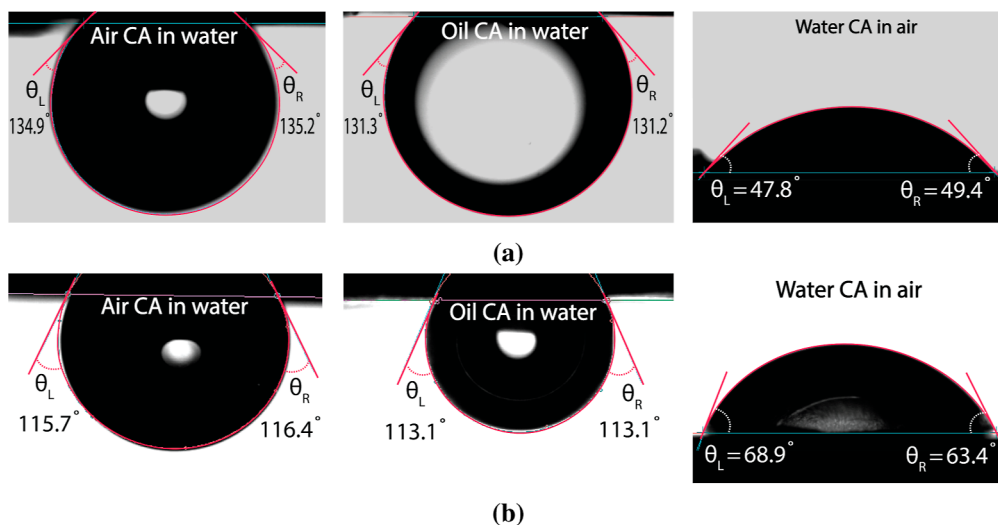 Air CA in water
θL
134.9°
θR
135.2°
Oil CA in water
θL
131.3°
θR
131.2°
Water CA in air
θL = 47.8°
θR = 49.4°
(a)
Air CA in water
θL
115.7°
θR
116.4°
Oil CA in water
θL
113.1°
θR
113.1°
Water CA in air
θL = 68.9°
θR = 63.4°
(b)